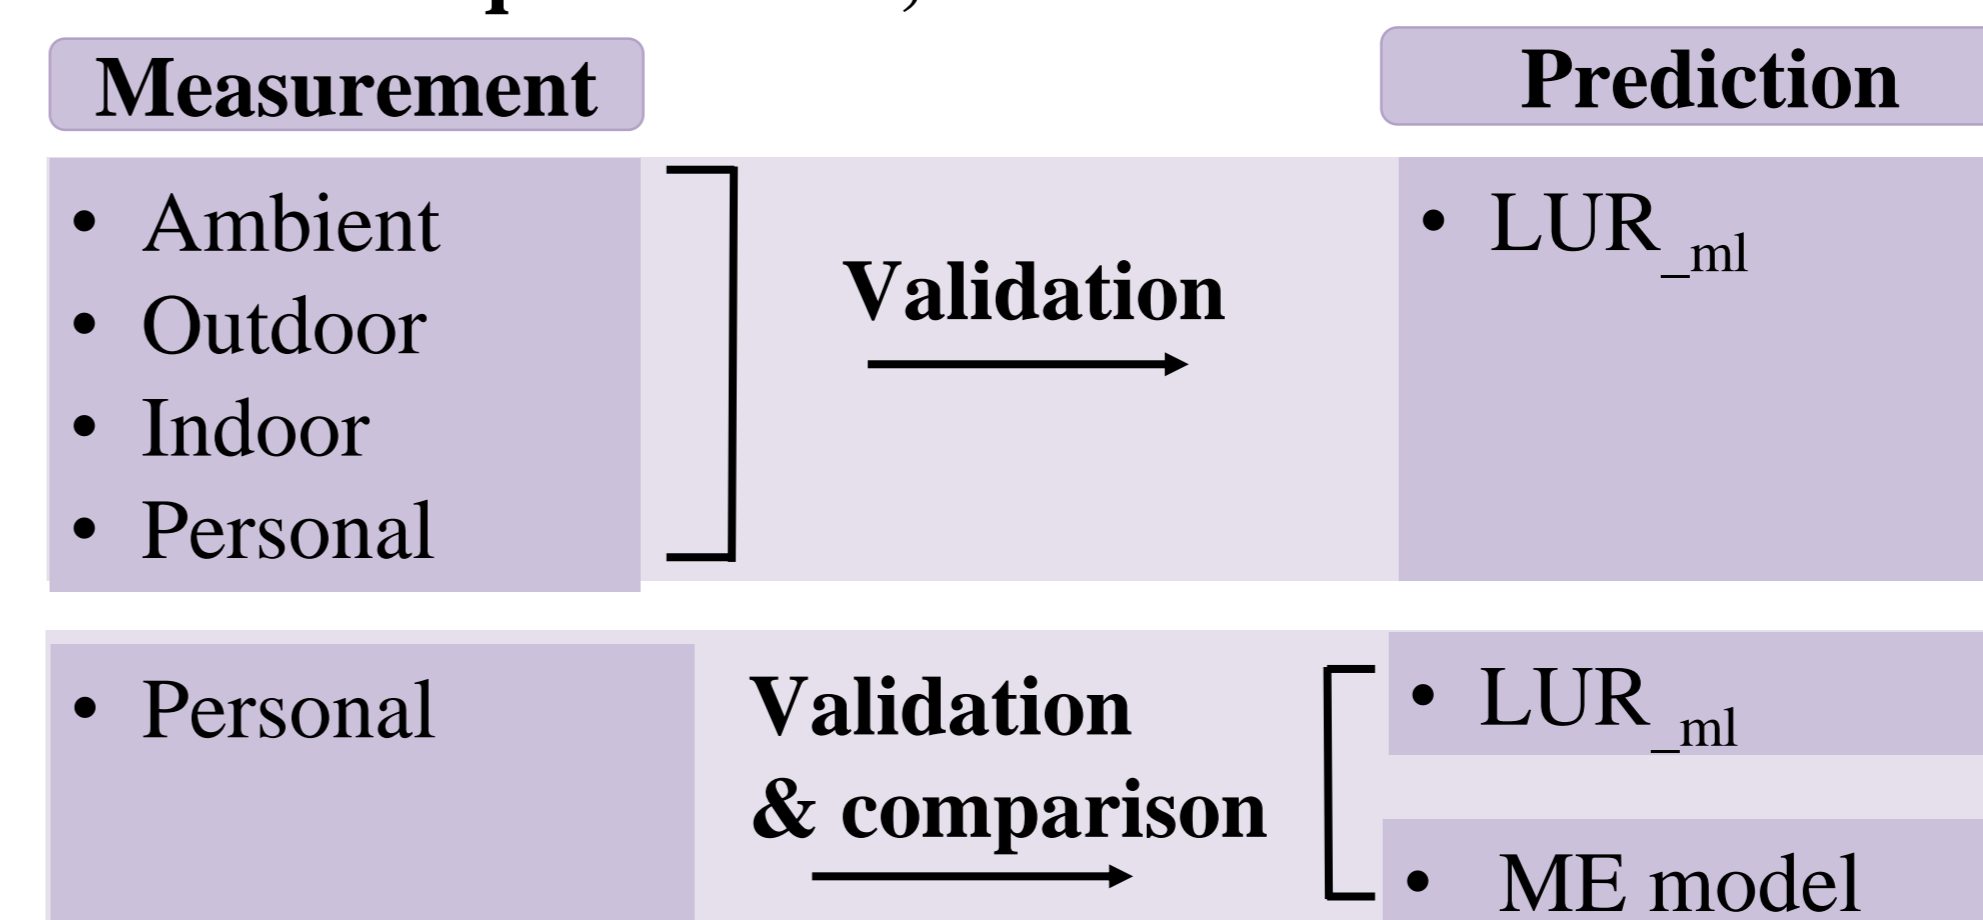 Measurement
Prediction
• Ambient
• Outdoor
• Indoor
• Personal
Validation
• LUR_ml
• Personal
Validation
& comparison
• LUR_ml
• ME model